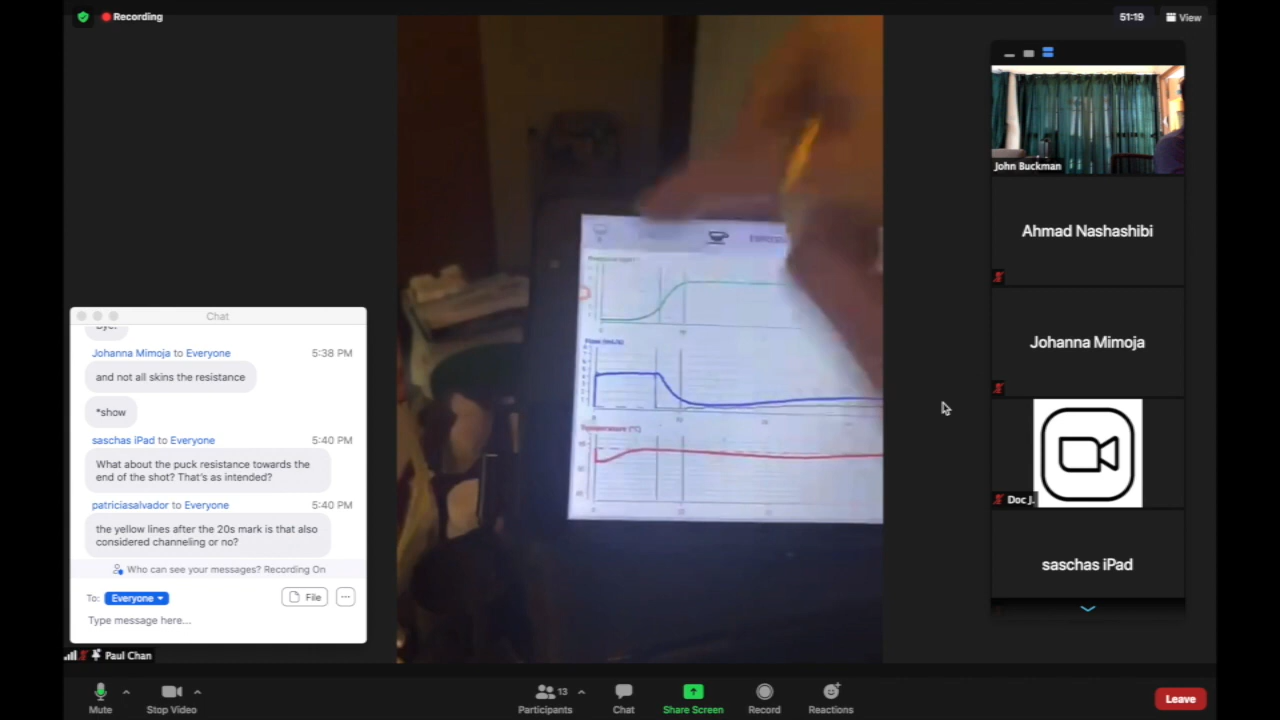 Recording
51:19
View
John Buckman
Ahmad Nashashibi
Johanna Mimoja
Doc J.
saschas iPad
Temperature (°C)
Chat
Johanna Mimoja to Everyone
5:38 PM
and not all skins the resistance
*show
saschas iPad to Everyone
5:40 PM
What about the puck resistance towards the
end of the shot? That's as intended?
patriciasalvador to Everyone
5:40 PM
the yellow lines after the 20s mark is that also
considered channeling or no?
Who can see your messages? Recording On
To:
Everyone
File
Type message here...
Paul Chan
Mute
Stop Video
Participants
13
Chat
Share Screen
Record
Reactions
Leave